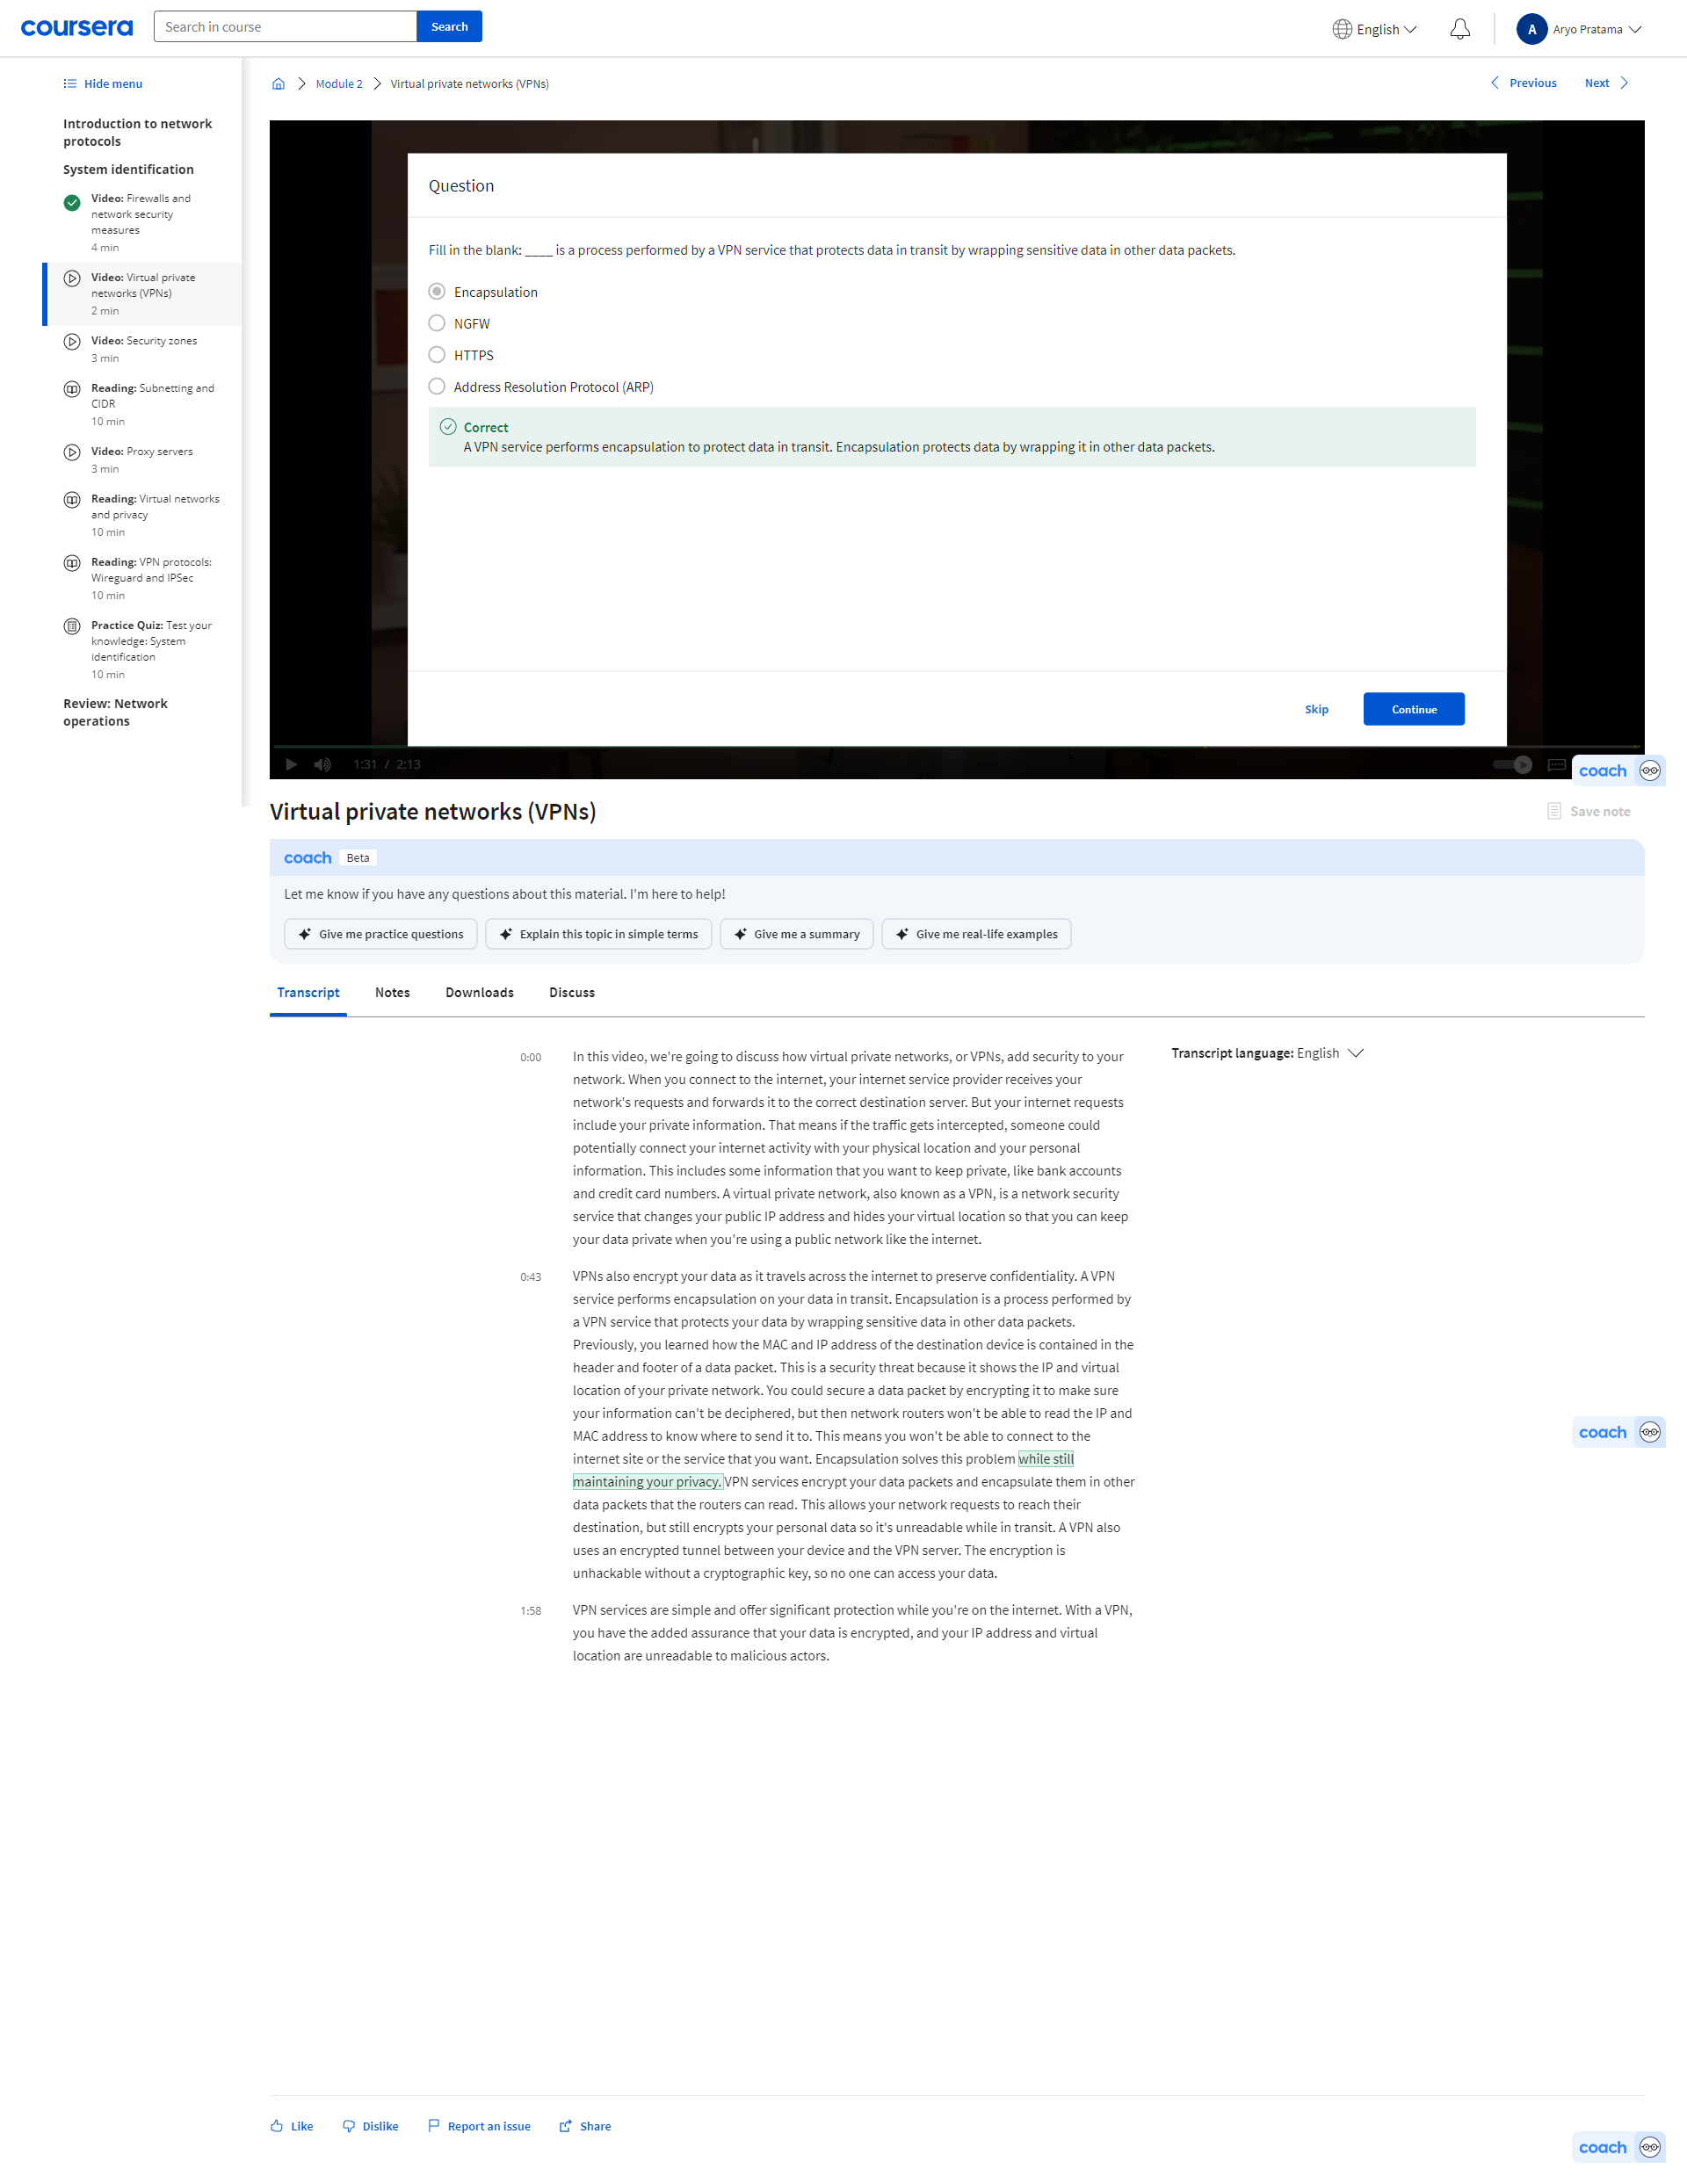 coursera
Search in course
Search
English
A
Aryo Pratama
Hide menu
Introduction to network
protocols
System identification
Video: Firewalls and
network security
measures
4 min
Video: Virtual private
networks (VPNs)
2 min
Video: Security zones
3 min
Reading: Subnetting and
CIDR
10 min
Video: Proxy servers
3 min
Reading: Virtual networks
and privacy
10 min
Reading: VPN protocols:
Wireguard and IPSec
10 min
Practice Quiz: Test your
knowledge: System
identification
10 min
Review: Network
operations
Module 2
Virtual private networks (VPNs)
Previous
Next
Question
Fill in the blank: ____ is a process performed by a VPN service that protects data in transit by wrapping sensitive data in other data packets.
Encapsulation
NGFW
HTTPS
Address Resolution Protocol (ARP)
Correct
A VPN service performs encapsulation to protect data in transit. Encapsulation protects data by wrapping it in other data packets.
Skip
Continue
1:31 / 2:13
coach
Virtual private networks (VPNs)
Save note
coach Beta
Let me know if you have any questions about this material. I'm here to help!
Give me practice questions
Explain this topic in simple terms
Give me a summary
Give me real-life examples
Transcript
Notes
Downloads
Discuss
Transcript language: English
0:00
In this video, we're going to discuss how virtual private networks, or VPNs, add security to your
network. When you connect to the internet, your internet service provider receives your
network's requests and forwards it to the correct destination server. But your internet requests
include your private information. That means if the traffic gets intercepted, someone could
potentially connect your internet activity with your physical location and your personal
information. This includes some information that you want to keep private, like bank accounts
and credit card numbers. A virtual private network, also known as a VPN, is a network security
service that changes your public IP address and hides your virtual location so that you can keep
your data private when you're using a public network like the internet.
0:43
VPNs also encrypt your data as it travels across the internet to preserve confidentiality. A VPN
service performs encapsulation on your data in transit. Encapsulation is a process performed by
a VPN service that protects your data by wrapping sensitive data in other data packets.
Previously, you learned how the MAC and IP address of the destination device is contained in the
header and footer of a data packet. This is a security threat because it shows the IP and virtual
location of your private network. You could secure a data packet by encrypting it to make sure
your information can't be deciphered, but then network routers won't be able to read the IP and
MAC address to know where to send it to. This means you won't be able to connect to the
internet site or the service that you want. Encapsulation solves this problem while still
maintaining your privacy. VPN services encrypt your data packets and encapsulate them in other
data packets that the routers can read. This allows your network requests to reach their
destination, but still encrypts your personal data so it's unreadable while in transit. A VPN also
uses an encrypted tunnel between your device and the VPN server. The encryption is
unhackable without a cryptographic key, so no one can access your data.
coach
1:58
VPN services are simple and offer significant protection while you're on the internet. With a VPN,
you have the added assurance that your data is encrypted, and your IP address and virtual
location are unreadable to malicious actors.
Like
Dislike
Report an issue
Share
coach